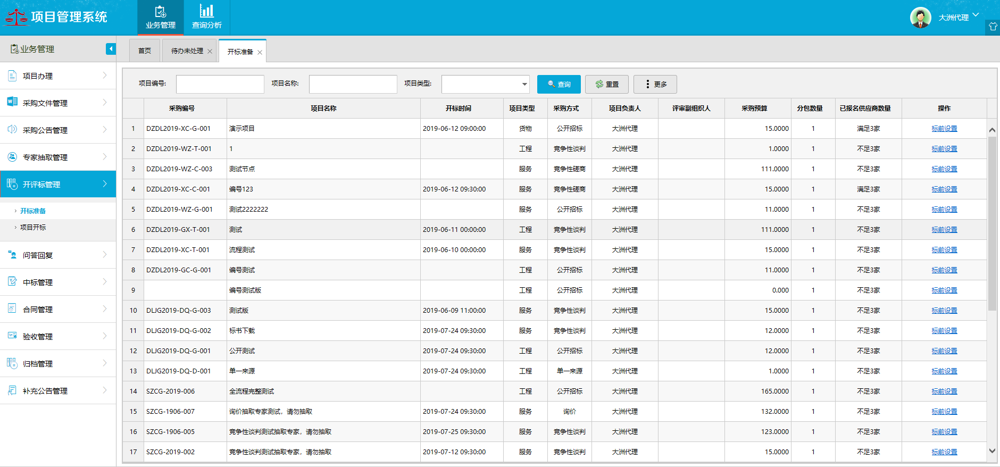 项目管理系统
业务管理
查询分析
大洲代理
业务管理
首页
待办未处理
开标准备
项目办理
采购文件管理
采购公告管理
专家抽取管理
开评标管理
开标准备
项目开标
问答回复
中标管理
合同管理
验收管理
归档管理
补充公告管理
项目编号: 项目名称: 项目类型: 查询 重置 更多
采购编号 项目名称 开标时间 项目类型 采购方式 项目负责人 评审副组织人 采购预算 分包数量 已报名供应商数量 操作
1 DZDL2019-XC-G-001 演示项目 2019-06-12 09:00:00 货物 公开招标 大洲代理 15.0000 1 满足3家 标前设置
2 DZDL2019-WZ-T-001 1 工程 竞争性谈判 大洲代理 1.0000 1 不足3家 标前设置
3 DZDL2019-WZ-C-003 测试节点 服务 竞争性磋商 大洲代理 111.0000 1 不足3家 标前设置
4 DZDL2019-XC-C-001 编号123 2019-06-12 09:30:00 服务 竞争性磋商 大洲代理 15.0000 1 满足3家 标前设置
5 DZDL2019-WZ-G-001 测试2222222 服务 公开招标 大洲代理 11.0000 1 不足3家 标前设置
6 DZDL2019-GX-T-001 测试 2019-06-11 00:00:00 工程 竞争性谈判 大洲代理 111.0000 1 不足3家 标前设置
7 DZDL2019-XC-T-001 流程测试 2019-06-10 00:00:00 服务 竞争性谈判 大洲代理 15.0000 1 不足3家 标前设置
8 DZDL2019-GC-G-001 编号测试 工程 公开招标 大洲代理 11.0000 1 不足3家 标前设置
9 编号测试版 工程 公开招标 大洲代理 0.000 1 不足3家 标前设置
10 DLJG2019-DQ-G-003 测试版 2019-06-09 11:00:00 服务 竞争性谈判 大洲代理 15.0000 1 不足3家 标前设置
11 DLJG2019-DQ-G-002 标书下载 2019-07-24 09:30:00 服务 竞争性谈判 大洲代理 12.0000 1 不足3家 标前设置
12 DLJG2019-DQ-G-001 公开测试 2019-07-24 09:30:00 工程 公开招标 大洲代理 12.0000 1 不足3家 标前设置
13 DLJG2019-DQ-D-001 单一来源 2019-07-24 09:30:00 工程 单一来源 大洲代理 1.0000 1 不足3家 标前设置
14 SZCG-2019-006 全流程完整测试 工程 公开招标 大洲代理 165.0000 1 不足3家 标前设置
15 SZCG-1906-007 询价抽取专家测试，请勿抽取 2019-07-24 09:30:00 服务 询价 大洲代理 132.0000 1 不足3家 标前设置
16 SZCG-1906-005 竞争性谈判测试抽取专家，请勿抽取 2019-07-25 09:30:00 服务 竞争性谈判 大洲代理 123.0000 1 不足3家 标前设置
17 SZCG-2019-002 竞争性谈判测试抽取专家，请勿抽取 2019-07-12 09:30:00 服务 竞争性谈判 大洲代理 15.0000 1 不足3家 标前设置